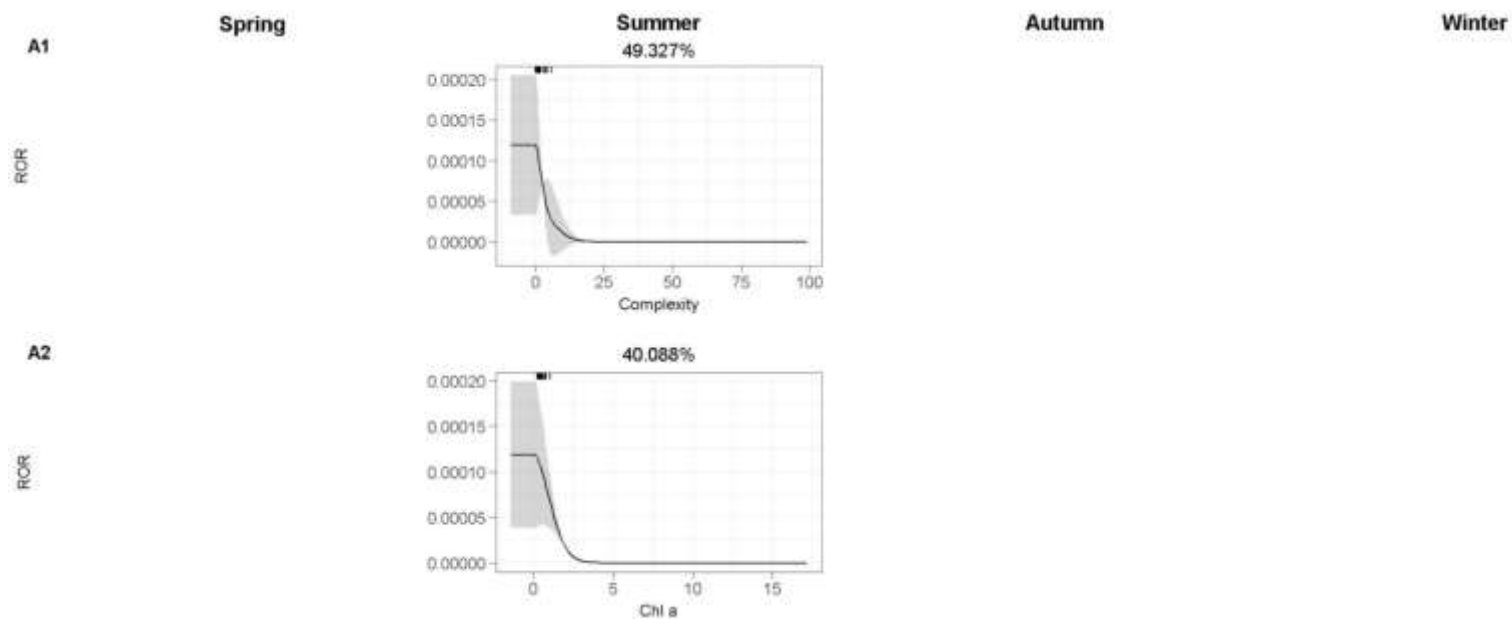 Spring Summer Autumn Winter
A1 49.327%
0.00020
0.00015
ROR
0.00010
0.00005
0.00000
0 25 50 75 100
Complexity
A2 40.088%
0.00020
0.00015
ROR
0.00010
0.00005
0.00000
0 5 10 15
Chl a